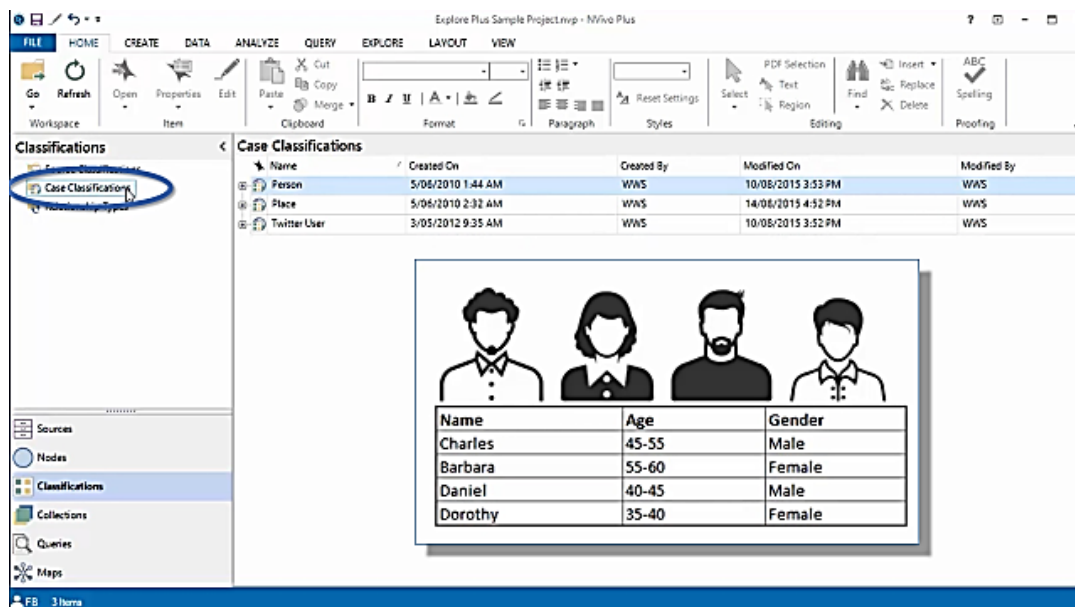 Explore Plus Sample Project.nvp - NVivo Plus
FILE HOME CREATE DATA ANALYZE QUERY EXPLORE LAYOUT VIEW
Go Refresh Open Properties Edit Paste Cut Copy Merge
B I U A Reset Settings
Select PDF Selection Text Region Find Insert Replace Delete
ABC Spelling
Workspace Item Clipboard Format Paragraph Styles Editing Proofing
Classifications
Source Classifications
Case Classifications
Relationship Types
Sources
Nodes
Classifications
Collections
Queries
Maps
Case Classifications
Name Created On Created By Modified On Modified By
Person 5/06/2010 1:44 AM WWS 10/08/2015 3:53 PM WWS
Place 5/06/2010 2:32 AM WWS 14/08/2015 4:52 PM WWS
Twitter User 3/05/2012 9:35 AM WWS 10/08/2015 3:52 PM WWS
Name Age Gender
Charles 45-55 Male
Barbara 55-60 Female
Daniel 40-45 Male
Dorothy 35-40 Female
FB 3 Items